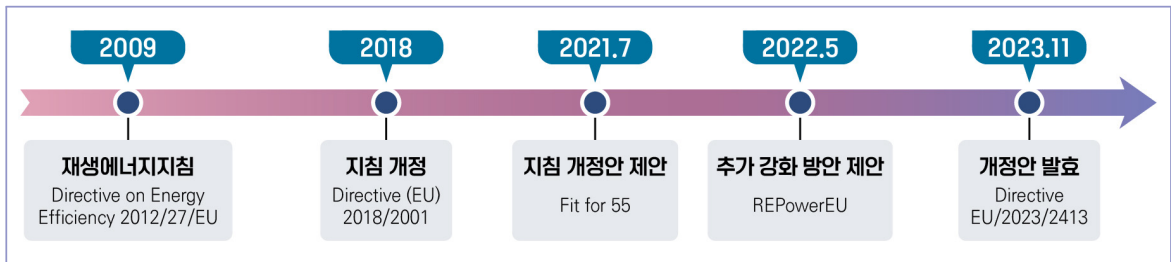 2009
재생에너지지침
Directive on Energy
Efficiency 2012/27/EU
2018
지침 개정
Directive (EU)
2018/2001
2021.7
지침 개정안 제안
Fit for 55
2022.5
추가 강화 방안 제안
REPowerEU
2023.11
개정안 발효
Directive
EU/2023/2413